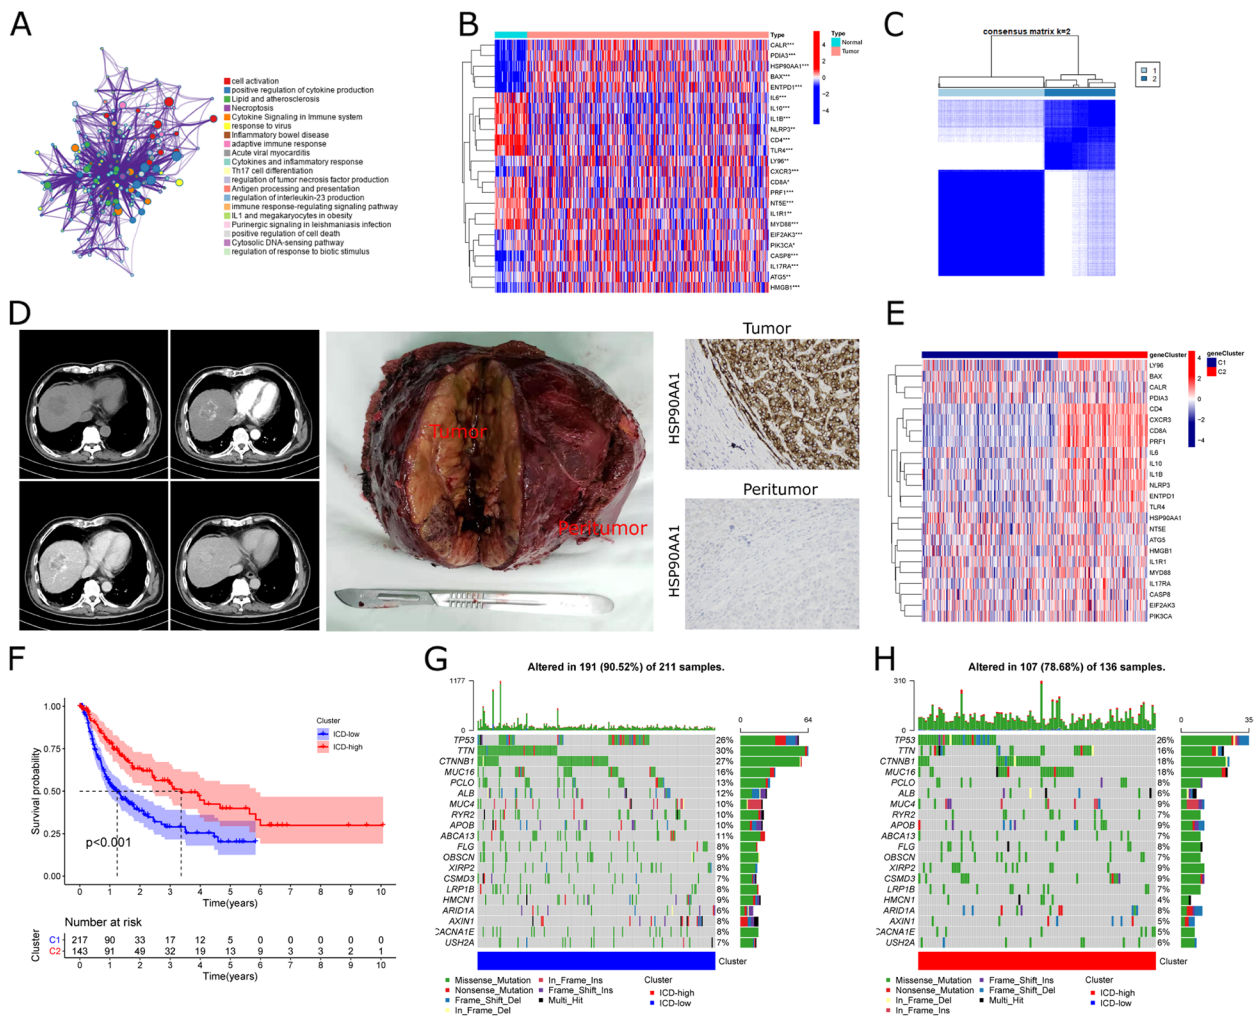 A
cell activation
positive regulation of cytokine production
Lipid and atherosclerosis
Necroptosis
Cytokine Signaling in Immune system
response to virus
Inflammatory bowel disease
adaptive immune response
Acute viral myocarditis
Cytokines and inflammatory response
Th17 cell differentiation
regulation of tumor necrosis factor production
Antigen processing and presentation
regulation of interleukin-23 production
immune response-regulating signaling pathway
IL1 and megakaryocytes in obesity
Purinergic signaling in leishmaniasis infection
positive regulation of cell death
Cytosolic DNA-sensing pathway
regulation of response to biotic stimulus
B
Type
CALR***
PDIA3***
HSP90AA1***
BAX***
ENTPD1***
IL6***
IL10***
IL1B***
NLRP3**
CD4***
TLR4***
LY96**
CXCR3***
CD8A*
PRF1***
NT5E***
IL1R1**
MYD88***
EIF2AK3***
PIK3CA*
CASP8***
IL17RA***
ATG5**
HMGB1***
4
2
0
−2
−4
Type
Normal
Tumor
C
consensus matrix k=2
1
2
D
Tumor
Peritumor
Tumor
HSP90AA1
Peritumor
HSP90AA1
E
geneCluster
LY96
BAX
CALR
PDIA3
CD4
CXCR3
CD8A
PRF1
IL6
IL10
IL1B
NLRP3
ENTPD1
TLR4
HSP90AA1
NT5E
ATG5
HMGB1
IL1R1
MYD88
IL17RA
CASP8
EIF2AK3
PIK3CA
4
2
0
−2
−4
geneCluster
C1
C2
F
Cluster
ICD-low
ICD-high
Survival probability
1.00
0.75
0.50
0.25
0.00
p<0.001
0 1 2 3 4 5 6 7 8 9 10
Time(years)
Number at risk
Cluster
C1 217 90 33 17 12 5 0 0 0 0 0
C2 143 91 49 32 19 13 9 3 3 2 1
0 1 2 3 4 5 6 7 8 9 10
Time(years)
G
Altered in 191 (90.52%) of 211 samples.
1177
0
0 64
TP53 26%
TTN 30%
CTNNB1 27%
MUC16 16%
PCLO 13%
ALB 12%
MUC4 10%
RYR2 10%
APOB 10%
ABCA13 11%
FLG 8%
OBSCN 9%
XIRP2 8%
CSMD3 7%
LRP1B 8%
HMCN1 9%
ARID1A 6%
AXIN1 8%
CACNA1E 8%
USH2A 7%
Cluster
Missense_Mutation
Nonsense_Mutation
Frame_Shift_Del
In_Frame_Del
In_Frame_Ins
Frame_Shift_Ins
Multi_Hit
Cluster
ICD-high
ICD-low
H
Altered in 107 (78.68%) of 136 samples.
310
0
0 35
TP53 26%
TTN 16%
CTNNB1 18%
MUC16 18%
PCLO 8%
ALB 6%
MUC4 9%
RYR2 7%
APOB 9%
ABCA13 7%
FLG 8%
OBSCN 7%
XIRP2 9%
CSMD3 9%
LRP1B 7%
HMCN1 4%
ARID1A 8%
AXIN1 5%
CACNA1E 5%
USH2A 6%
Cluster
Missense_Mutation
Nonsense_Mutation
In_Frame_Del
In_Frame_Ins
Frame_Shift_Ins
Frame_Shift_Del
Multi_Hit
Cluster
ICD-high
ICD-low